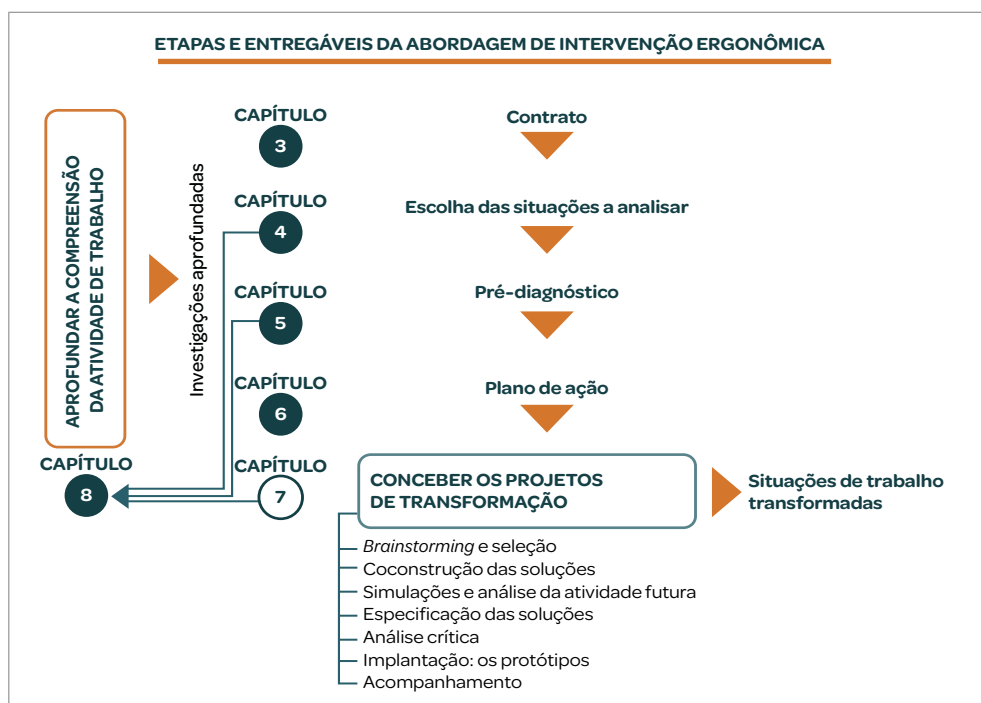 ETAPAS E ENTREGÁVEIS DA ABORDAGEM DE INTERVENÇÃO ERGONÔMICA
APROFUNDAR A COMPREENSÃO
DA ATIVIDADE DE TRABALHO
Investigações aprofundadas
CAPÍTULO
3
Contrato
CAPÍTULO
4
Escolha das situações a analisar
CAPÍTULO
5
Pré-diagnóstico
CAPÍTULO
6
Plano de ação
CAPÍTULO
8
CAPÍTULO
7
CONCEBER OS PROJETOS
DE TRANSFORMAÇÃO
Situações de trabalho
transformadas
Brainstorming e seleção
Coconstrução das soluções
Simulações e análise da atividade futura
Especificação das soluções
Análise crítica
Implantação: os protótipos
Acompanhamento